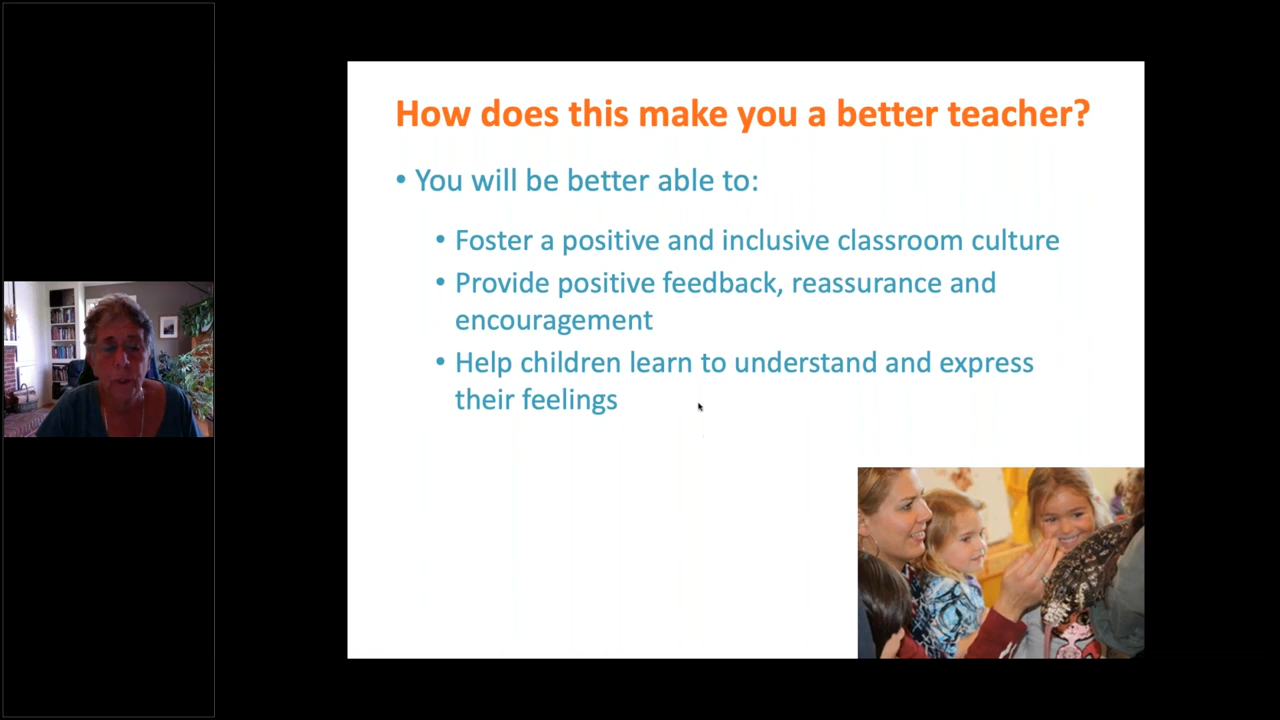 How does this make you a better teacher?
• You will be better able to:
• Foster a positive and inclusive classroom culture
• Provide positive feedback, reassurance and
encouragement
• Help children learn to understand and express
their feelings